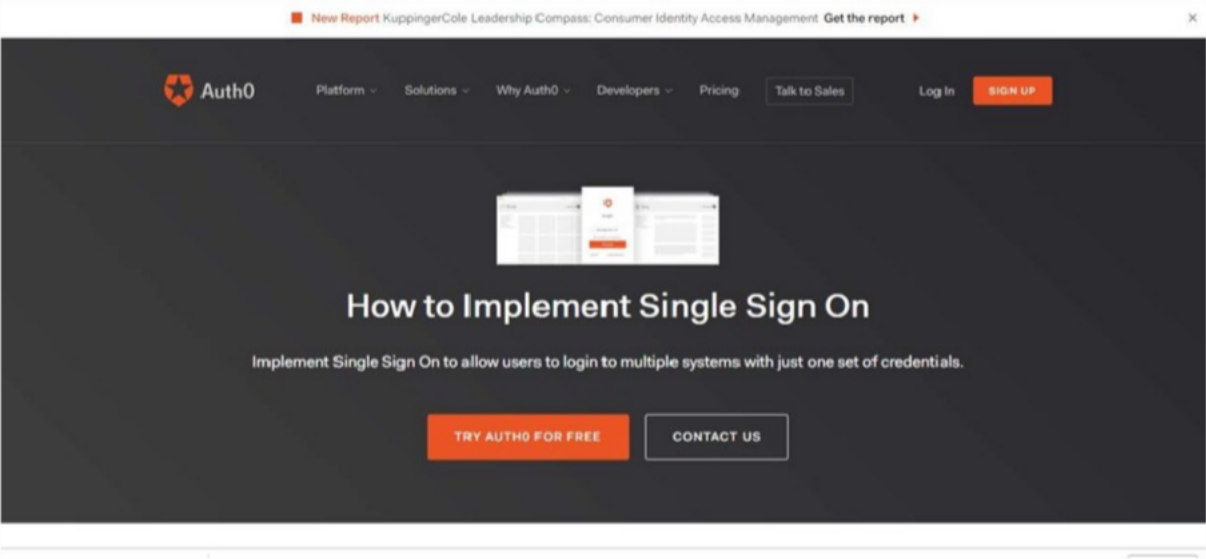 New Report KuppingerCole Leadership Compass: Consumer Identity Access Management Get the report
Auth0 Platform Solutions Why Auth0 Developers Pricing Talk to Sales Log In SIGN UP
How to Implement Single Sign On
Implement Single Sign On to allow users to login to multiple systems with just one set of credentials.
TRY AUTH0 FOR FREE CONTACT US